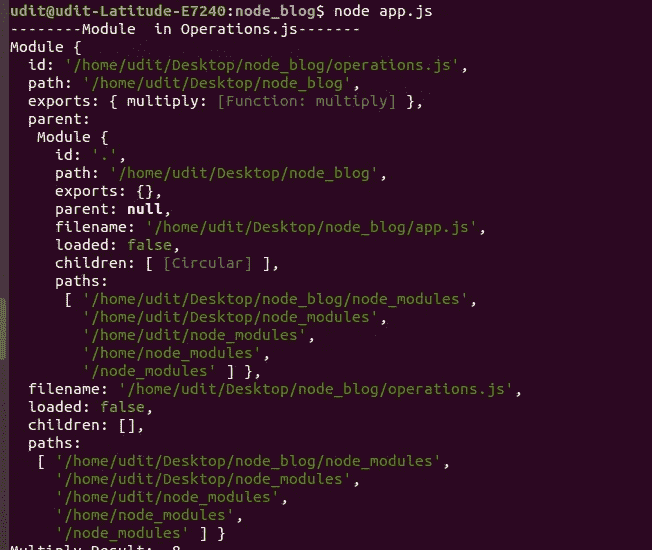 udit@udit-Latitude-E7240:node_blog$ node app.js
--------Module  in Operations.js-------
Module {
  id: '/home/udit/Desktop/node_blog/operations.js',
  path: '/home/udit/Desktop/node_blog',
  exports: { multiply: [Function: multiply] },
  parent:
   Module {
     id: '.',
     path: '/home/udit/Desktop/node_blog',
     exports: {},
     parent: null,
     filename: '/home/udit/Desktop/node_blog/app.js',
     loaded: false,
     children: [ [Circular] ],
     paths:
      [ '/home/udit/Desktop/node_blog/node_modules',
        '/home/udit/Desktop/node_modules',
        '/home/udit/node_modules',
        '/home/node_modules',
        '/node_modules' ] },
  filename: '/home/udit/Desktop/node_blog/operations.js',
  loaded: false,
  children: [],
  paths:
   [ '/home/udit/Desktop/node_blog/node_modules',
     '/home/udit/Desktop/node_modules',
     '/home/udit/node_modules',
     '/home/node_modules',
     '/node_modules' ] }
Multiply Result:  8